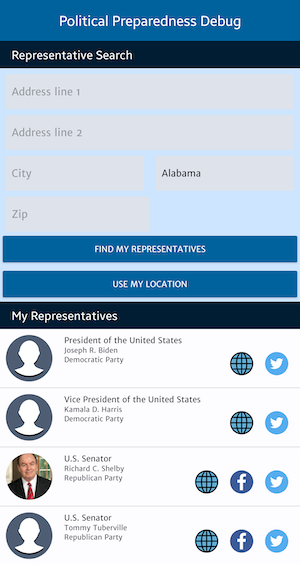 Political Preparedness Debug
Representative Search
Address line 1
Address line 2
City
Alabama
Zip
FIND MY REPRESENTATIVES
USE MY LOCATION
My Representatives
President of the United States
Joseph R. Biden
Democratic Party
Vice President of the United States
Kamala D. Harris
Democratic Party
U.S. Senator
Richard C. Shelby
Republican Party
U.S. Senator
Tommy Tuberville
Republican Party